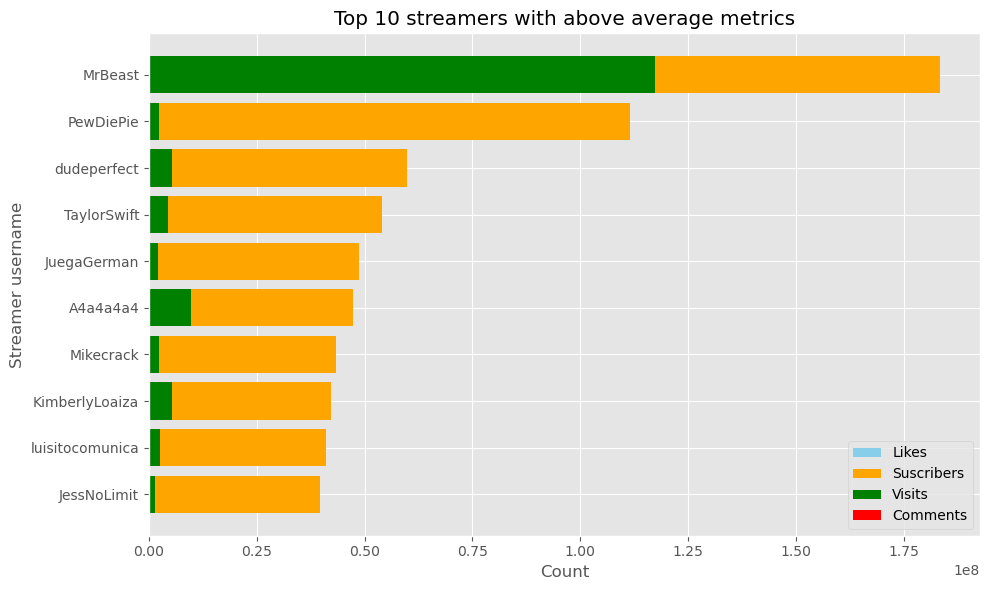 Top 10 streamers with above average metrics
Streamer username
MrBeast
PewDiePie
dudeperfect
TaylorSwift
JuegaGerman
A4a4a4a4
Mikecrack
KimberlyLoaiza
luisitocomunica
JessNoLimit
Likes
Suscribers
Visits
Comments
0.00 0.25 0.50 0.75 1.00 1.25 1.50 1.75
1e8
Count